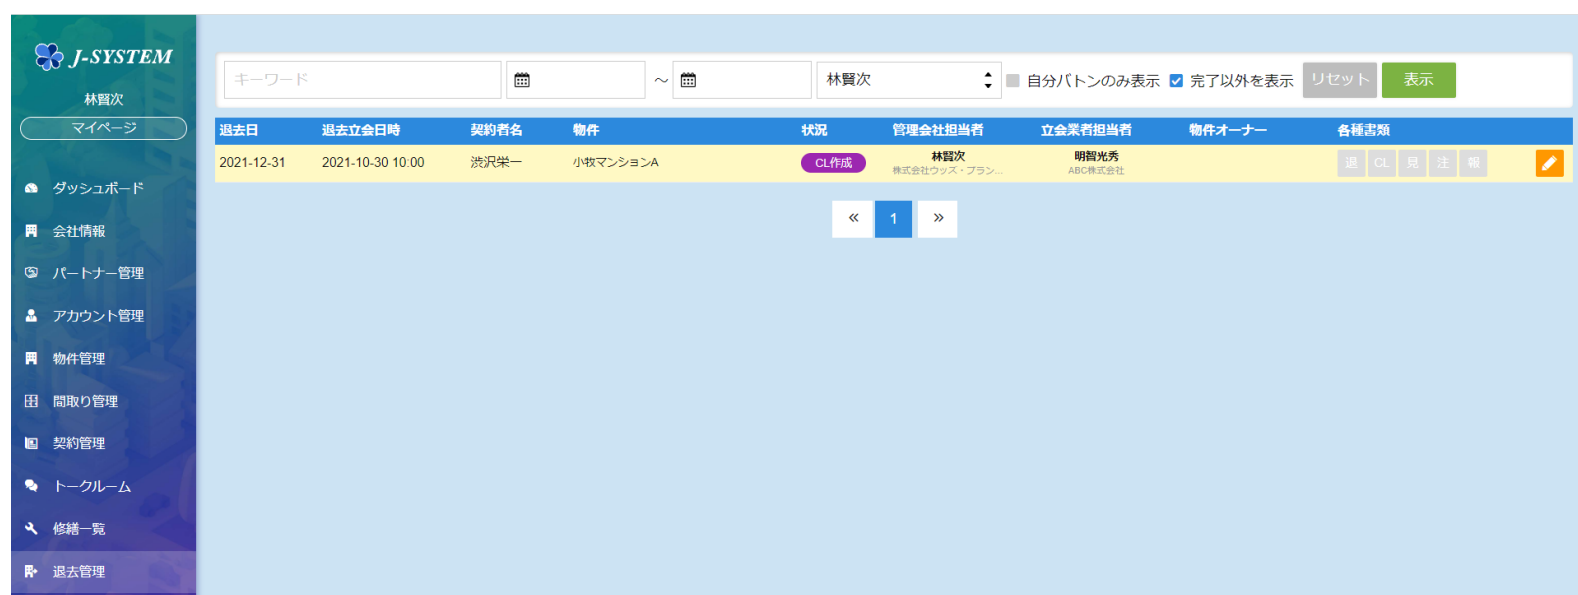 J-SYSTEM
林賢次
マイページ
ダッシュボード
会社情報
パートナー管理
アカウント管理
物件管理
間取り管理
契約管理
トークルーム
修繕一覧
退去管理
キーワード ～ 林賢次 自分バトンのみ表示 完了以外を表示 リセット 表示
退去日 退去立会日時 契約者名 物件 状況 管理会社担当者 立会業者担当者 物件オーナー 各種書類
2021-12-31 2021-10-30 10:00 渋沢栄一 小牧マンションA CL作成 林賢次 明智光秀 退 CL 見 注 報
株式会社ウッズ・プラン... ABC株式会社
« 1 »